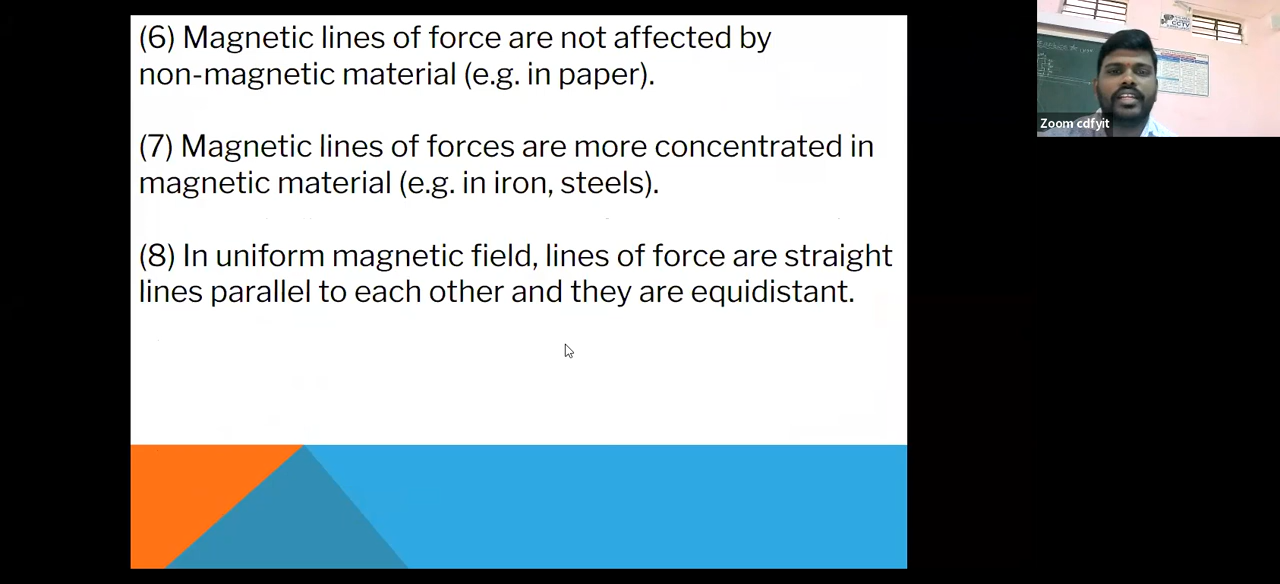 (6) Magnetic lines of force are not affected by
non-magnetic material (e.g. in paper).
(7) Magnetic lines of forces are more concentrated in
magnetic material (e.g. in iron, steels).
(8) In uniform magnetic field, lines of force are straight
lines parallel to each other and they are equidistant.
Zoom cdfyit
CCTV